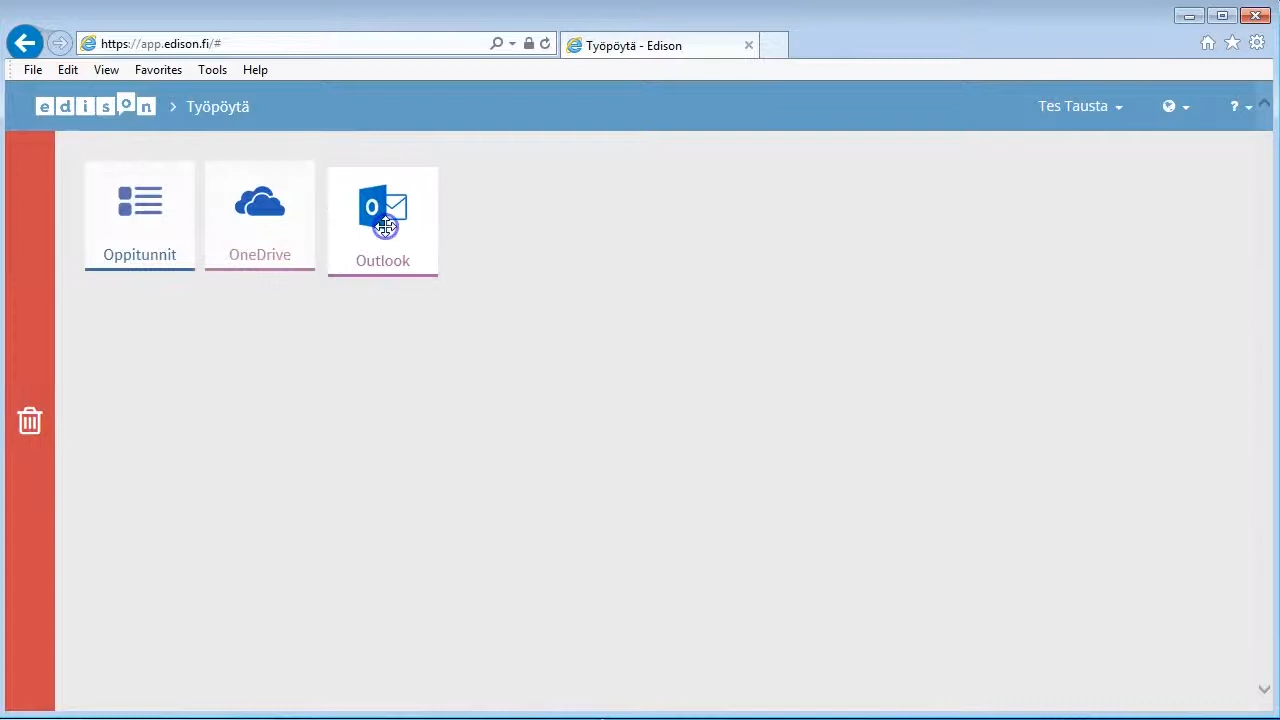 https://app.edison.fi/#
Työpöytä - Edison
File Edit View Favorites Tools Help
edison > Työpöytä
Tes Tausta
?
Oppitunnit
OneDrive
Outlook